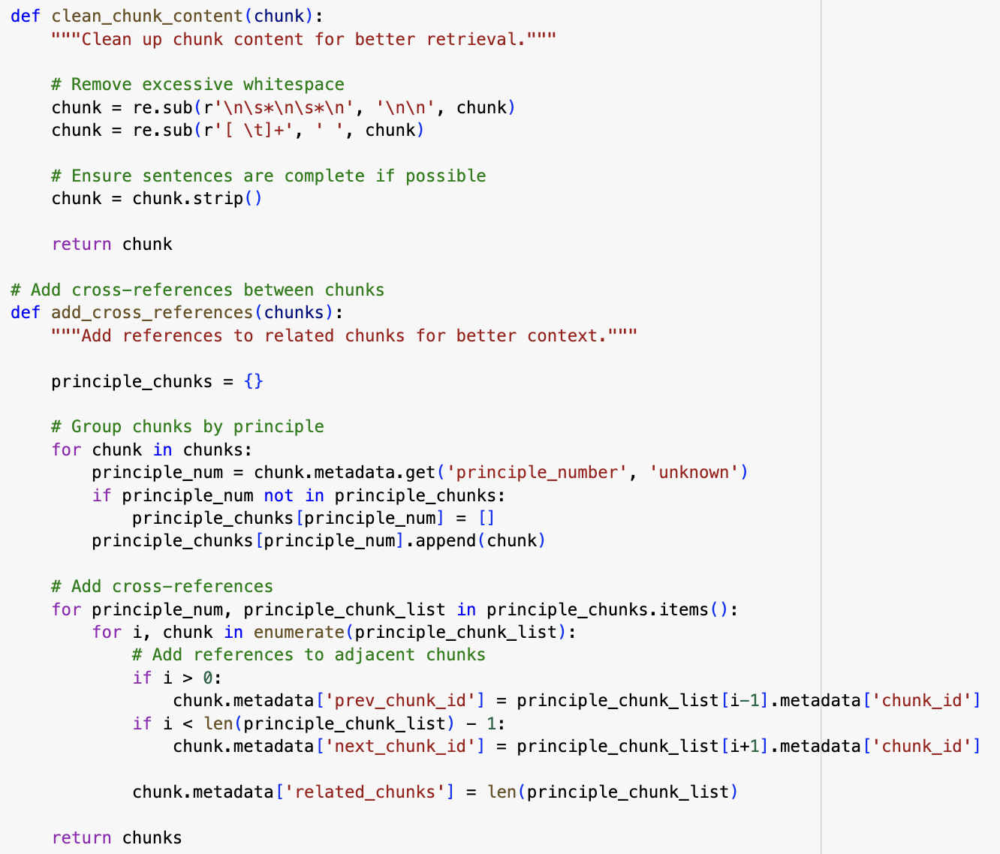 def clean_chunk_content(chunk):
    """Clean up chunk content for better retrieval."""

    # Remove excessive whitespace
    chunk = re.sub(r'\n\s*\n\s*\n', '\n\n', chunk)
    chunk = re.sub(r'[ \t]+', ' ', chunk)

    # Ensure sentences are complete if possible
    chunk = chunk.strip()

    return chunk

# Add cross-references between chunks
def add_cross_references(chunks):
    """Add references to related chunks for better context."""

    principle_chunks = {}

    # Group chunks by principle
    for chunk in chunks:
        principle_num = chunk.metadata.get('principle_number', 'unknown')
        if principle_num not in principle_chunks:
            principle_chunks[principle_num] = []
        principle_chunks[principle_num].append(chunk)

    # Add cross-references
    for principle_num, principle_chunk_list in principle_chunks.items():
        for i, chunk in enumerate(principle_chunk_list):
            # Add references to adjacent chunks
            if i > 0:
                chunk.metadata['prev_chunk_id'] = principle_chunk_list[i-1].metadata['chunk_id']
            if i < len(principle_chunk_list) - 1:
                chunk.metadata['next_chunk_id'] = principle_chunk_list[i+1].metadata['chunk_id']

            chunk.metadata['related_chunks'] = len(principle_chunk_list)

    return chunks